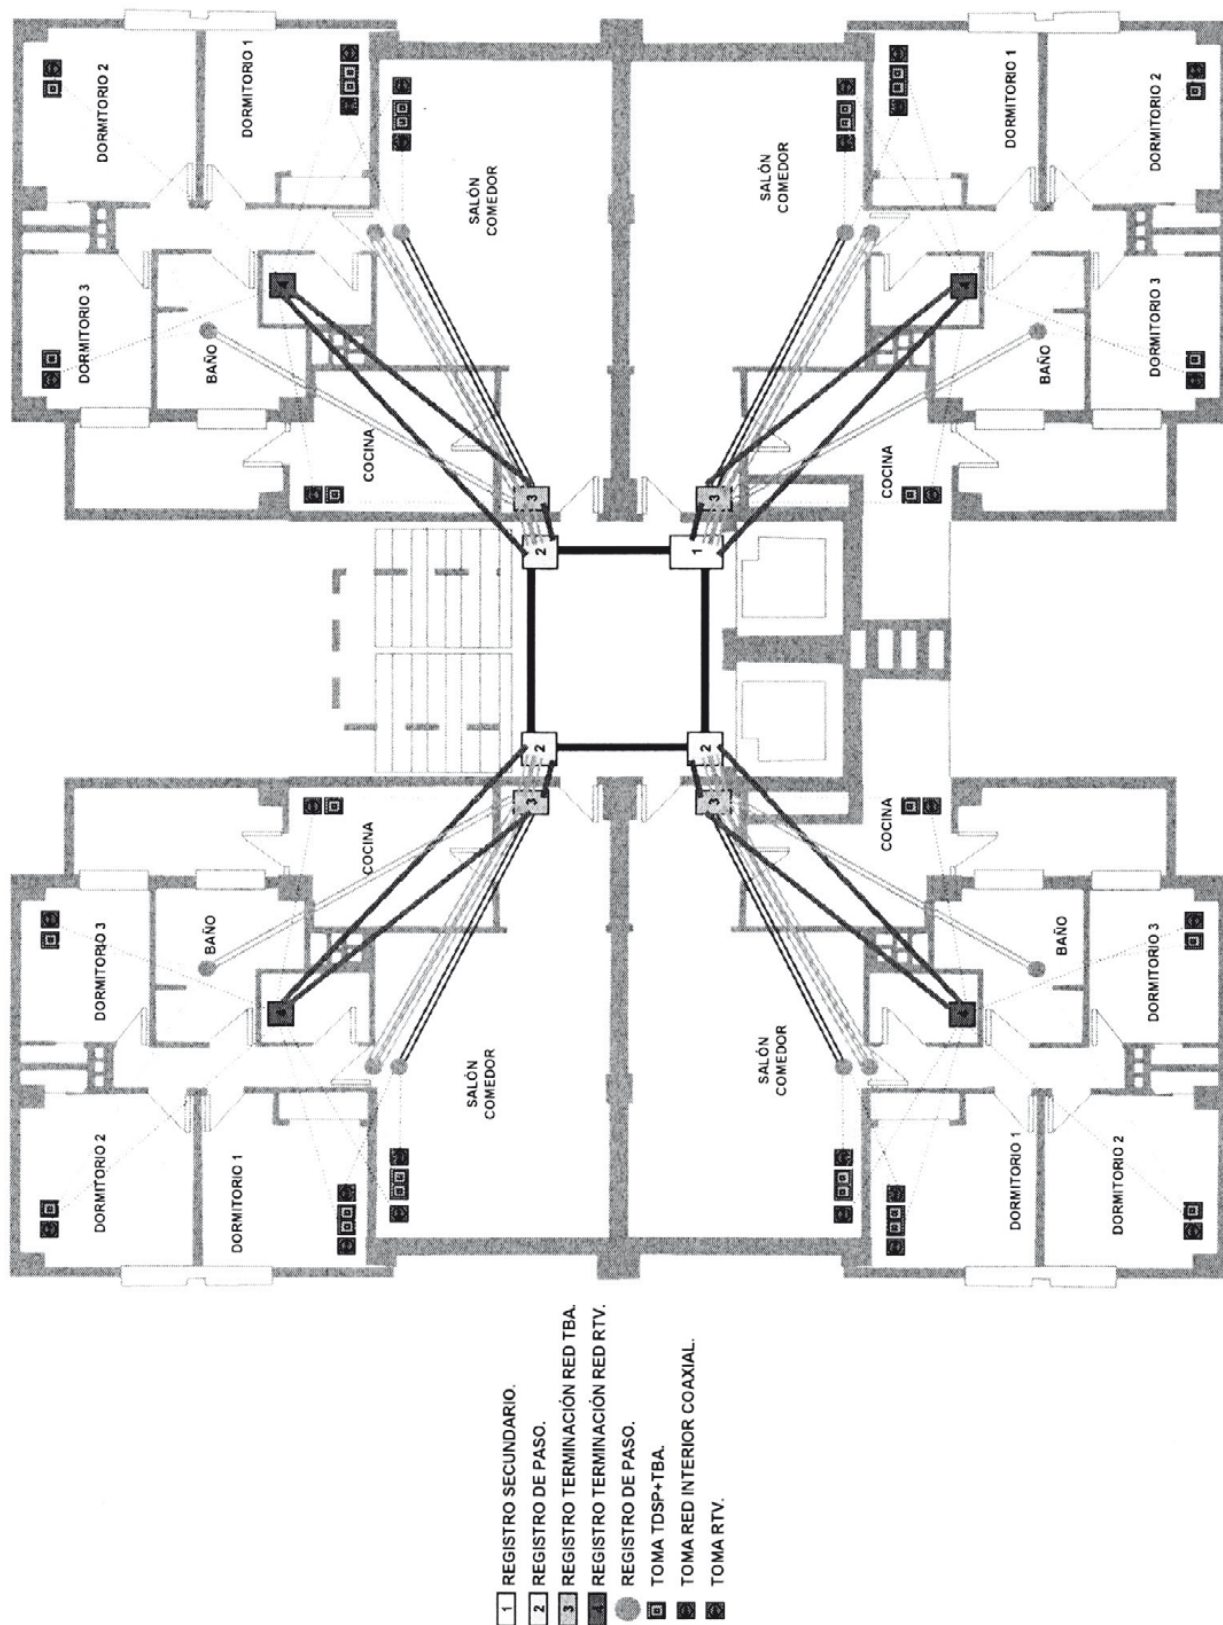 DORMITORIO 2
DORMITORIO 1
DORMITORIO 3
BAÑO
COCINA
SALÓN
COMEDOR
4
3
2
DORMITORIO 1
DORMITORIO 2
DORMITORIO 3
BAÑO
COCINA
SALÓN
COMEDOR
4
3
1
DORMITORIO 3
DORMITORIO 2
DORMITORIO 1
BAÑO
COCINA
SALÓN
COMEDOR
4
3
2
DORMITORIO 3
DORMITORIO 2
DORMITORIO 1
BAÑO
COCINA
SALÓN
COMEDOR
4
3
2
1 REGISTRO SECUNDARIO.
2 REGISTRO DE PASO.
3 REGISTRO TERMINACIÓN RED TBA.
4 REGISTRO TERMINACIÓN RED RTV.
REGISTRO DE PASO.
TOMA TDSP+TBA.
TOMA RED INTERIOR COAXIAL.
TOMA RTV.